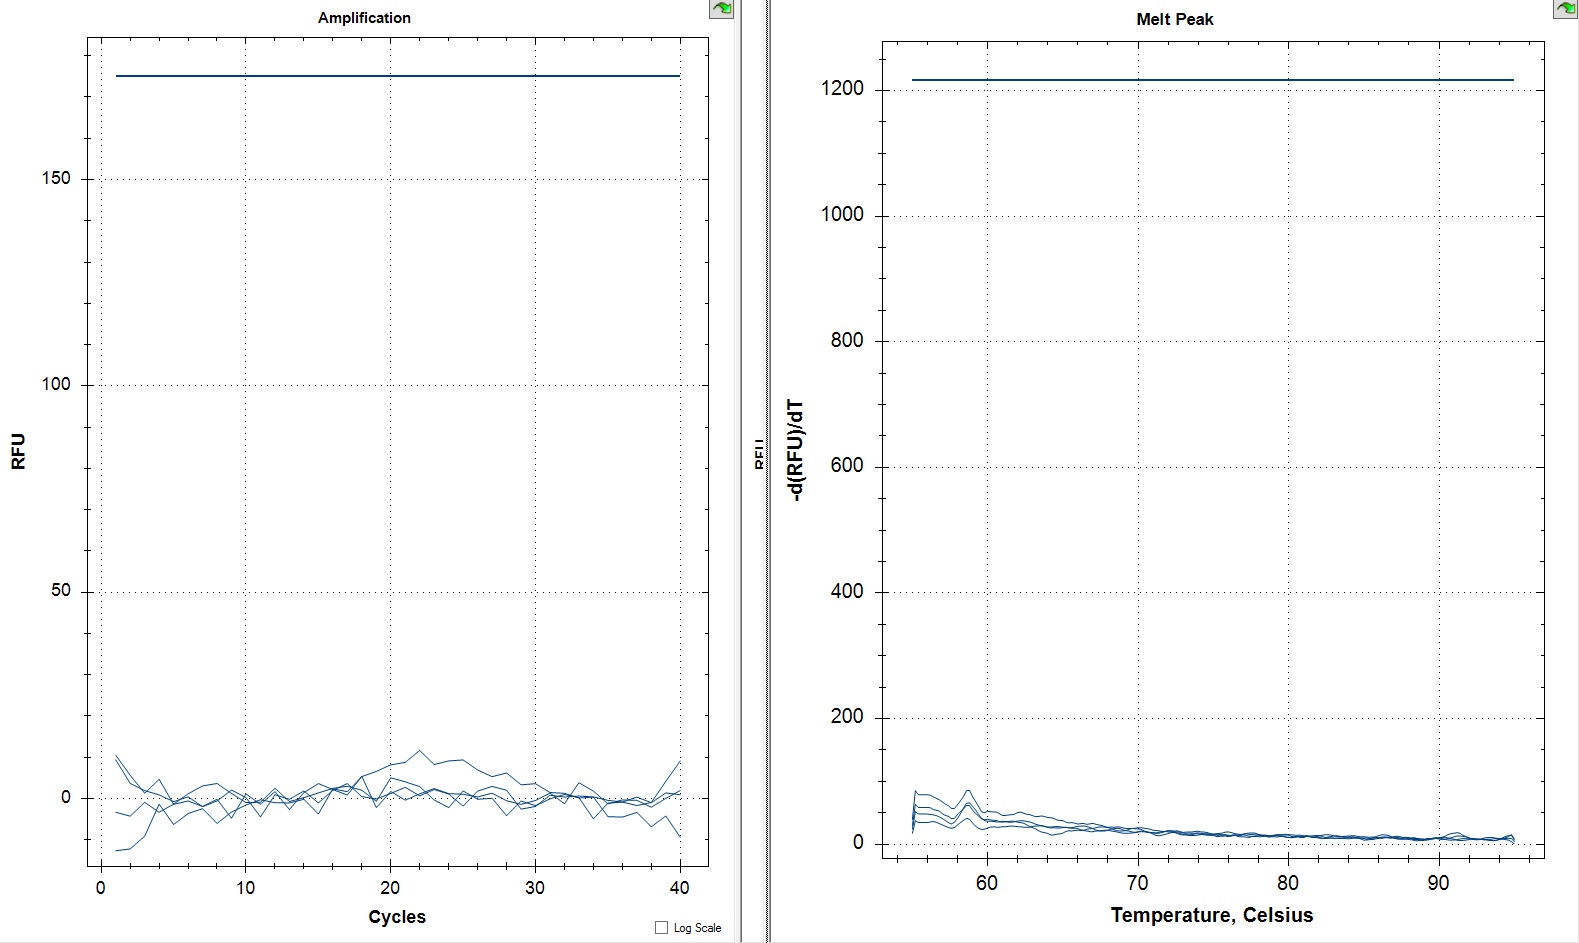 Amplification
150
100
50
0
RFU
0 10 20 30 40
Cycles
Log Scale
RFU
Melt Peak
1200
1000
800
600
400
200
0
-d(RFU)/dT
60 70 80 90
Temperature, Celsius